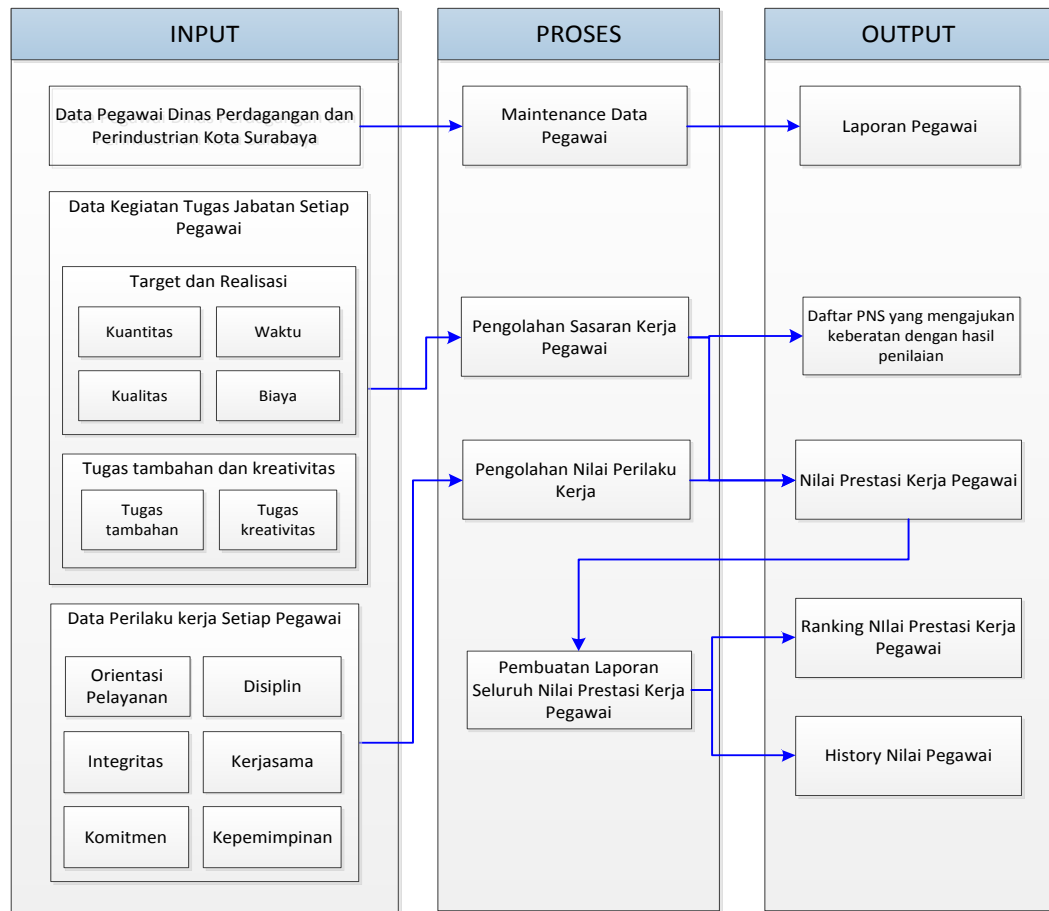 INPUT
Data Pegawai Dinas Perdagangan dan
Perindustrian Kota Surabaya
Data Kegiatan Tugas Jabatan Setiap
Pegawai
Target dan Realisasi
Kuantitas
Waktu
Kualitas
Biaya
Tugas tambahan dan kreativitas
Tugas
tambahan
Tugas
kreativitas
Data Perilaku kerja Setiap Pegawai
Orientasi
Pelayanan
Disiplin
Integritas
Kerjasama
Komitmen
Kepemimpinan
PROSES
Maintenance Data
Pegawai
Pengolahan Sasaran Kerja
Pegawai
Pengolahan Nilai Perilaku
Kerja
Pembuatan Laporan
Seluruh Nilai Prestasi Kerja
Pegawai
OUTPUT
Laporan Pegawai
Daftar PNS yang mengajukan
keberatan dengan hasil
penilaian
Nilai Prestasi Kerja Pegawai
Ranking NIlai Prestasi Kerja
Pegawai
History Nilai Pegawai